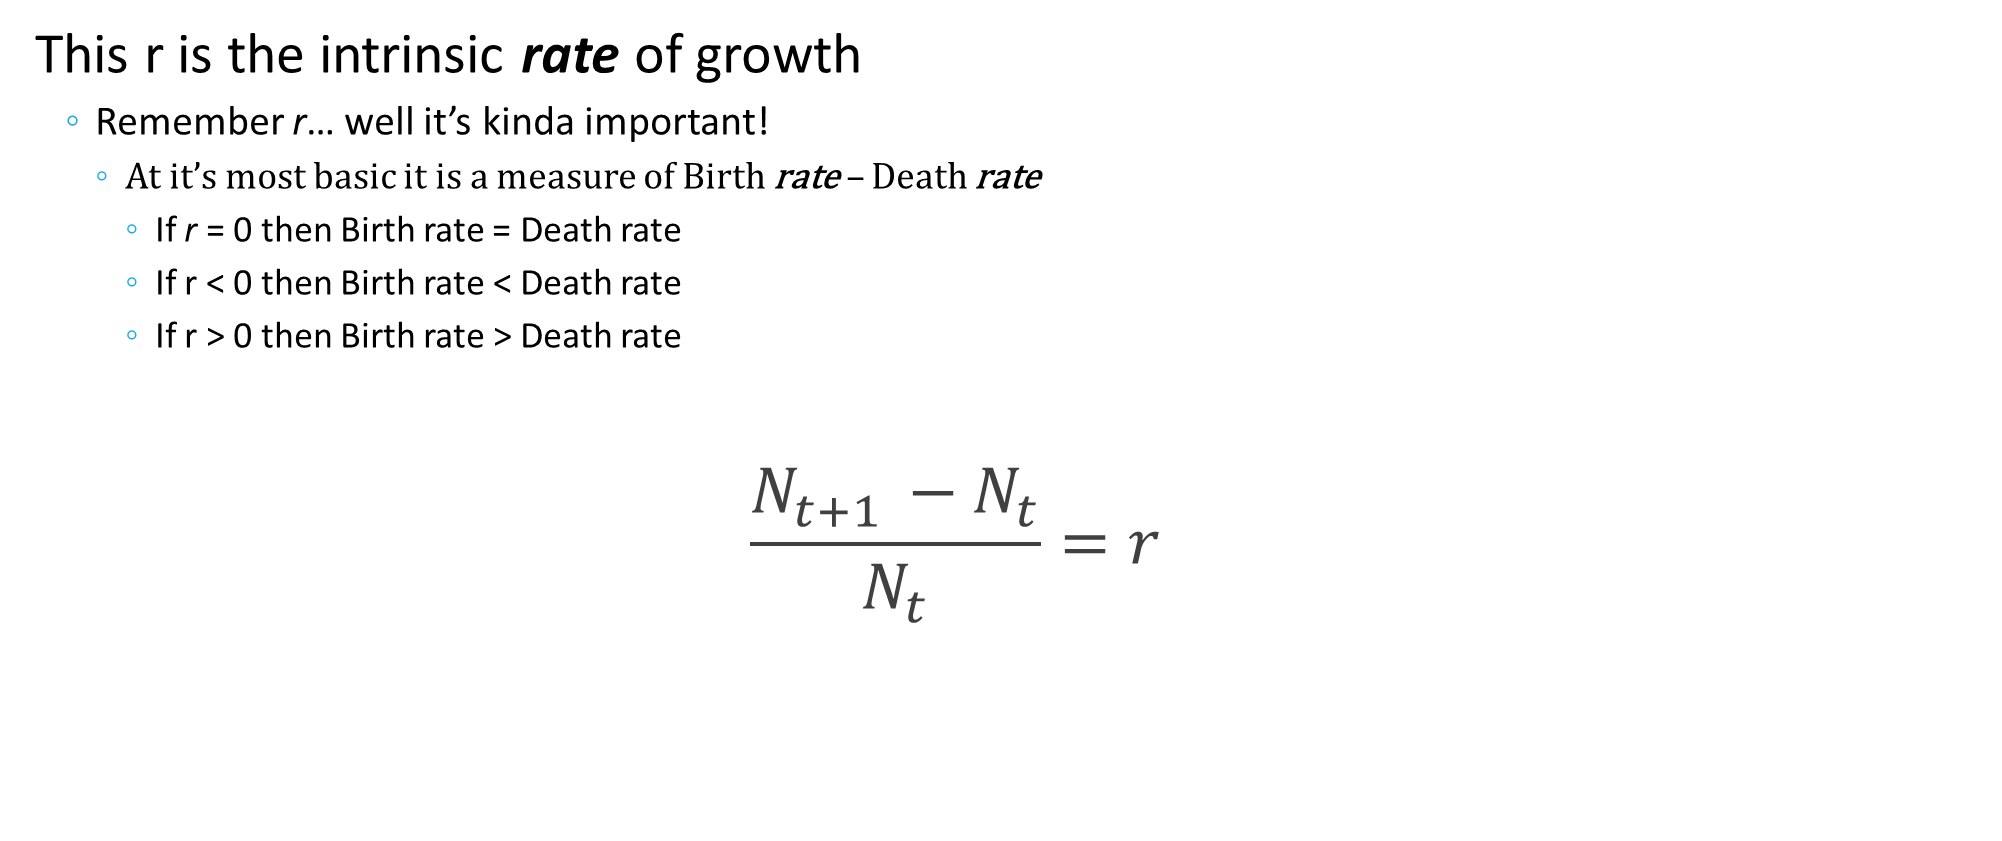 This r is the intrinsic rate of growth
◦ Remember r… well it’s kinda important!
◦ At it’s most basic it is a measure of Birth rate – Death rate
◦ If r = 0 then Birth rate = Death rate
◦ If r < 0 then Birth rate < Death rate
◦ If r > 0 then Birth rate > Death rate
\frac{N_{t+1} - N_t}{N_t} = r